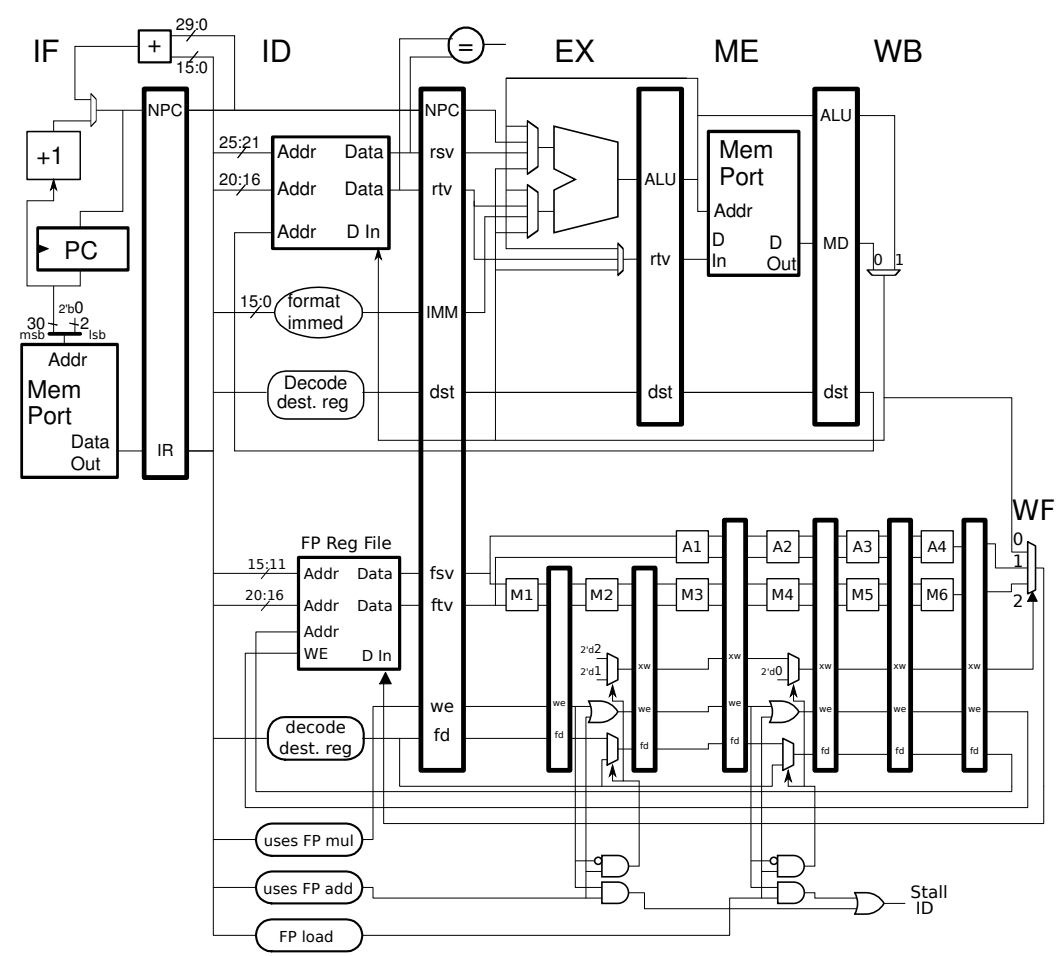 IF
ID
EX
ME
WB
29:0
15:0
+
=
NPC
NPC
ALU
+1
25:21
Addr
Data
rsv
20:16
Addr
Data
rtv
ALU
Mem
Port
Addr
PC
Addr
D In
D
In
D
Out
MD
rtv
0
1
15:0
format
immed
IMM
2'b0
30
2
msb
lsb
Addr
Mem
Port
Data
Out
Decode
dest. reg
dst
dst
dst
IR
WF
FP Reg File
0
1
2
15:11
Addr
Data
fsv
A1
A2
A3
A4
20:16
Addr
Data
ftv
M1
M2
M3
M4
M5
M6
Addr
WE
D In
2'd2
2'd1
xw
xw
2'd0
xw
xw
xw
we
we
we
we
we
we
we
decode
dest. reg
fd
fd
fd
fd
fd
fd
fd
uses FP mul
uses FP add
FP load
Stall
ID